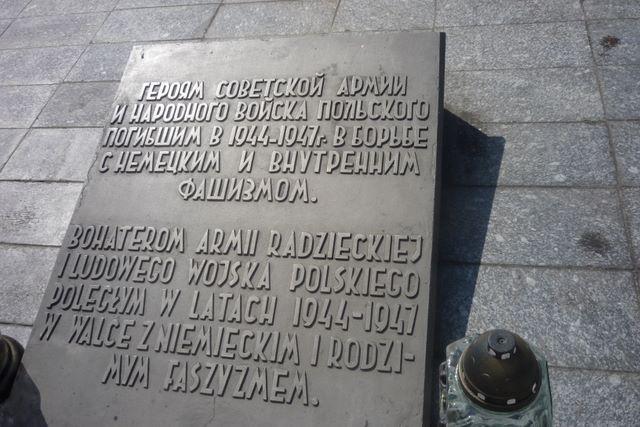 ГЕРОЯМ СОВЕТСКОЙ АРМИИ
И НАРОДНОГО ВОЙСКА ПОЛЬСКОГО
ПОГИБШИМ В 1944-1947г. В БОРЬБЕ
С НЕМЕЦКИМ И ВНУТРЕННИМ
ФАШИЗМОМ.
BOHATEROM ARMII RADZIECKIEJ
I LUDOWEGO WOJSKA POLSKIEGO
POLEGŁYM W LATACH 1944-1947
W WALCE Z NIEMIECKIM I RODZI-
MYM FASZYZMEM.